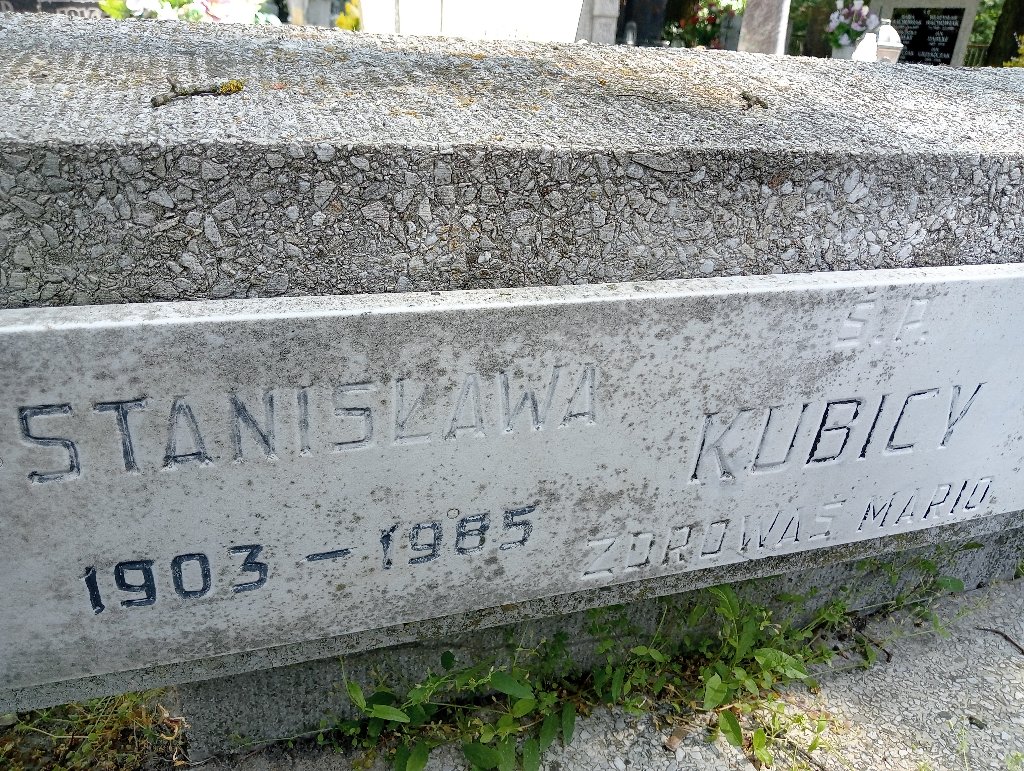 Ś.P.
STANISŁAWA KUBICY
1903 – 1985 ZDROWAŚ MARIO